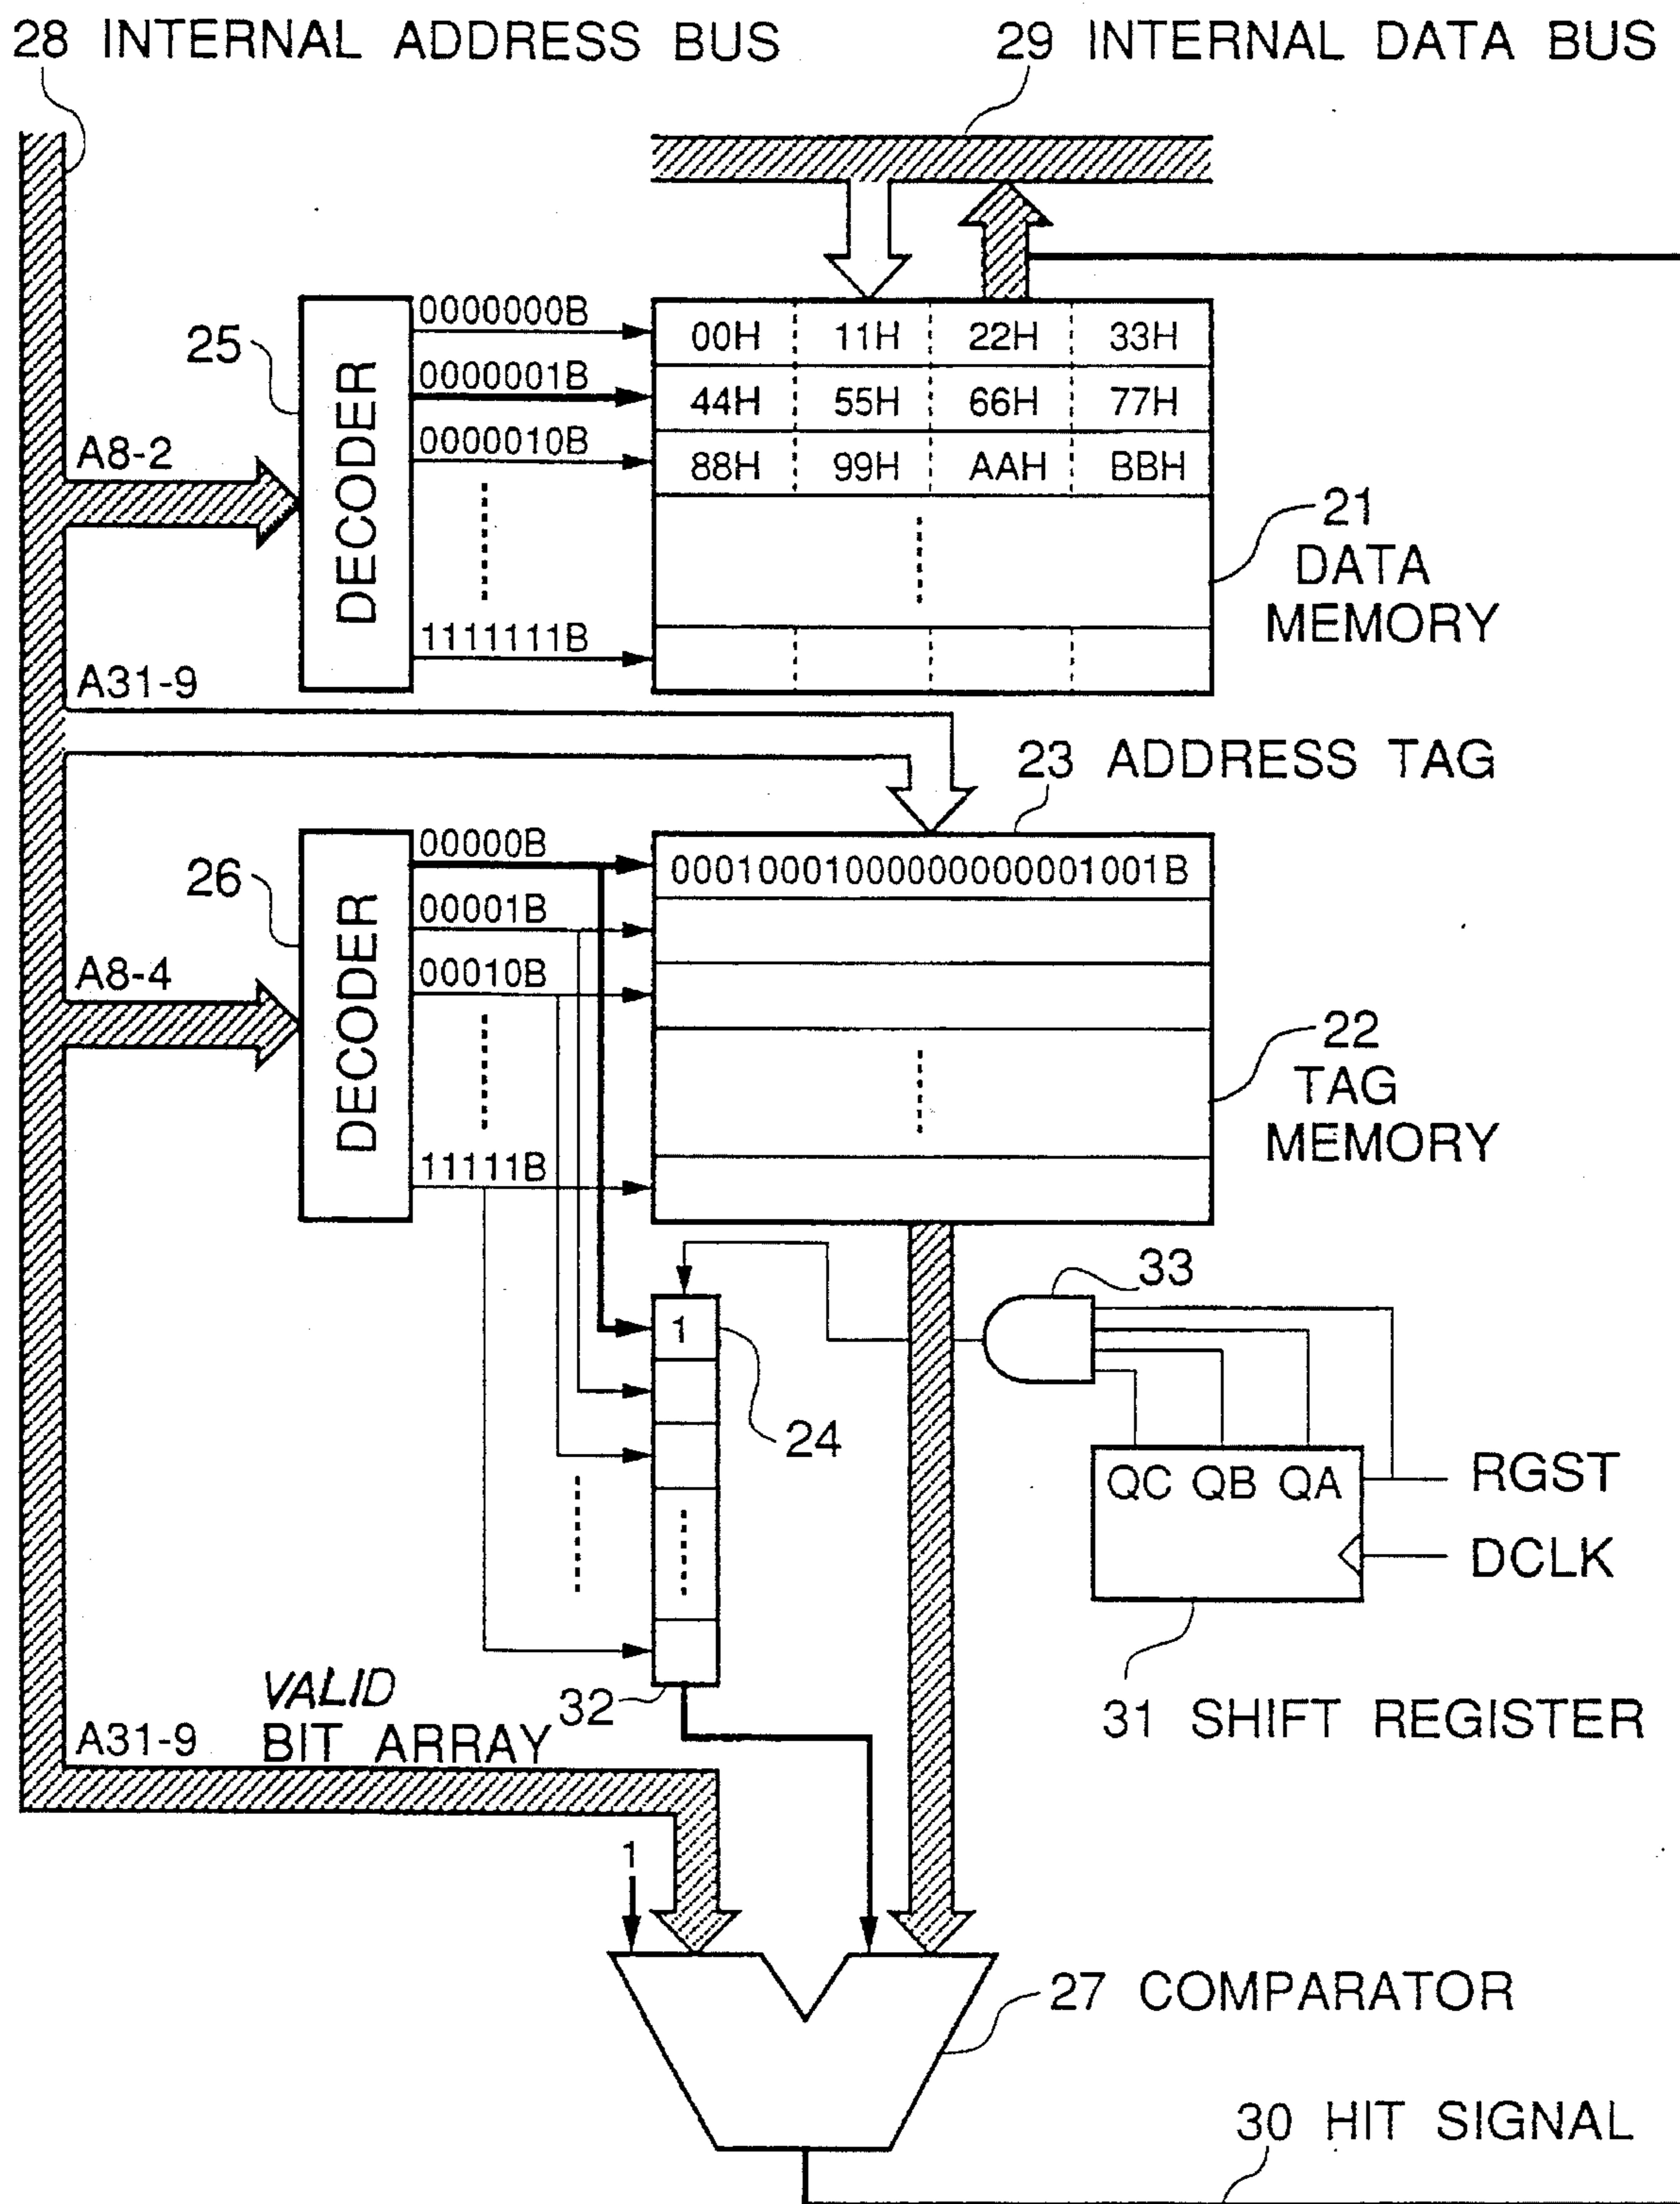 28 INTERNAL ADDRESS BUS
29 INTERNAL DATA BUS
25
DECODER
A8-2
0000000B
0000001B
0000010B
1111111B
00H 11H 22H 33H
44H 55H 66H 77H
88H 99H AAH BBH
21
DATA
MEMORY
A31-9
23 ADDRESS TAG
26
DECODER
A8-4
00000B
00001B
00010B
11111B
00010001000000000001001B
22
TAG
MEMORY
33
1
24
QC QB QA
RGST
DCLK
31 SHIFT REGISTER
VALID
BIT ARRAY
32
A31-9
1
27 COMPARATOR
30 HIT SIGNAL